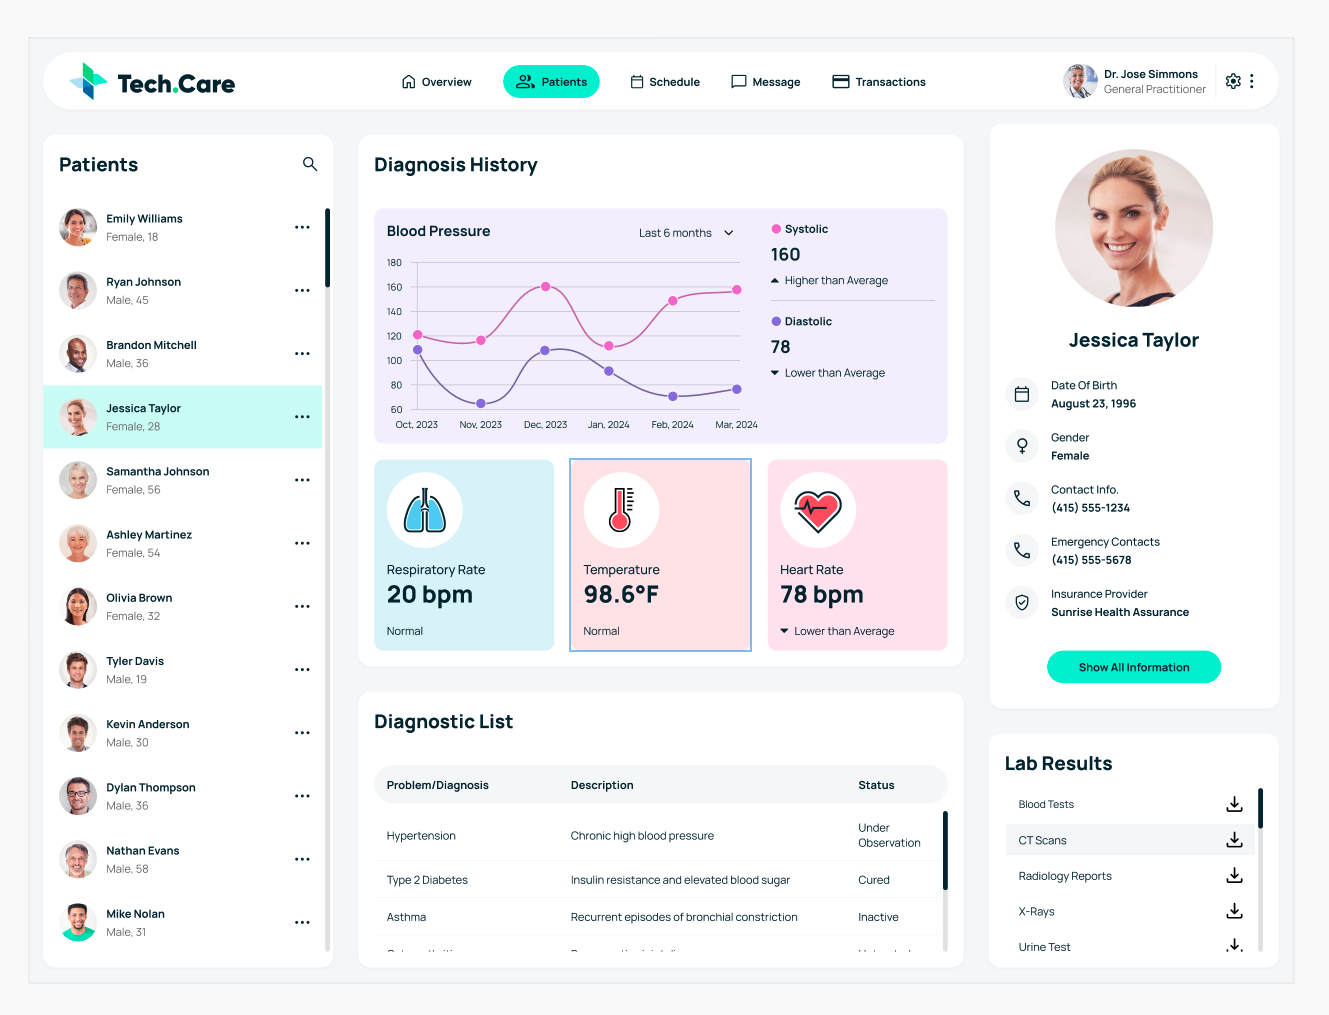 Tech.Care
Overview
Patients
Schedule
Message
Transactions
Dr. Jose Simmons
General Practitioner
Patients
Emily Williams
Female, 18
Ryan Johnson
Male, 45
Brandon Mitchell
Male, 36
Jessica Taylor
Female, 28
Samantha Johnson
Female, 56
Ashley Martinez
Female, 54
Olivia Brown
Female, 32
Tyler Davis
Male, 19
Kevin Anderson
Male, 30
Dylan Thompson
Male, 36
Nathan Evans
Male, 58
Mike Nolan
Male, 31
Diagnosis History
Blood Pressure
Last 6 months
180
160
140
120
100
80
60
Oct, 2023
Nov, 2023
Dec, 2023
Jan, 2024
Feb, 2024
Mar, 2024
Systolic
160
Higher than Average
Diastolic
78
Lower than Average
Respiratory Rate
20 bpm
Normal
Temperature
98.6°F
Normal
Heart Rate
78 bpm
Lower than Average
Diagnostic List
Problem/Diagnosis
Description
Status
Hypertension
Chronic high blood pressure
Under
Observation
Type 2 Diabetes
Insulin resistance and elevated blood sugar
Cured
Asthma
Recurrent episodes of bronchial constriction
Inactive
Jessica Taylor
Date Of Birth
August 23, 1996
Gender
Female
Contact Info.
(415) 555-1234
Emergency Contacts
(415) 555-5678
Insurance Provider
Sunrise Health Assurance
Show All Information
Lab Results
Blood Tests
CT Scans
Radiology Reports
X-Rays
Urine Test